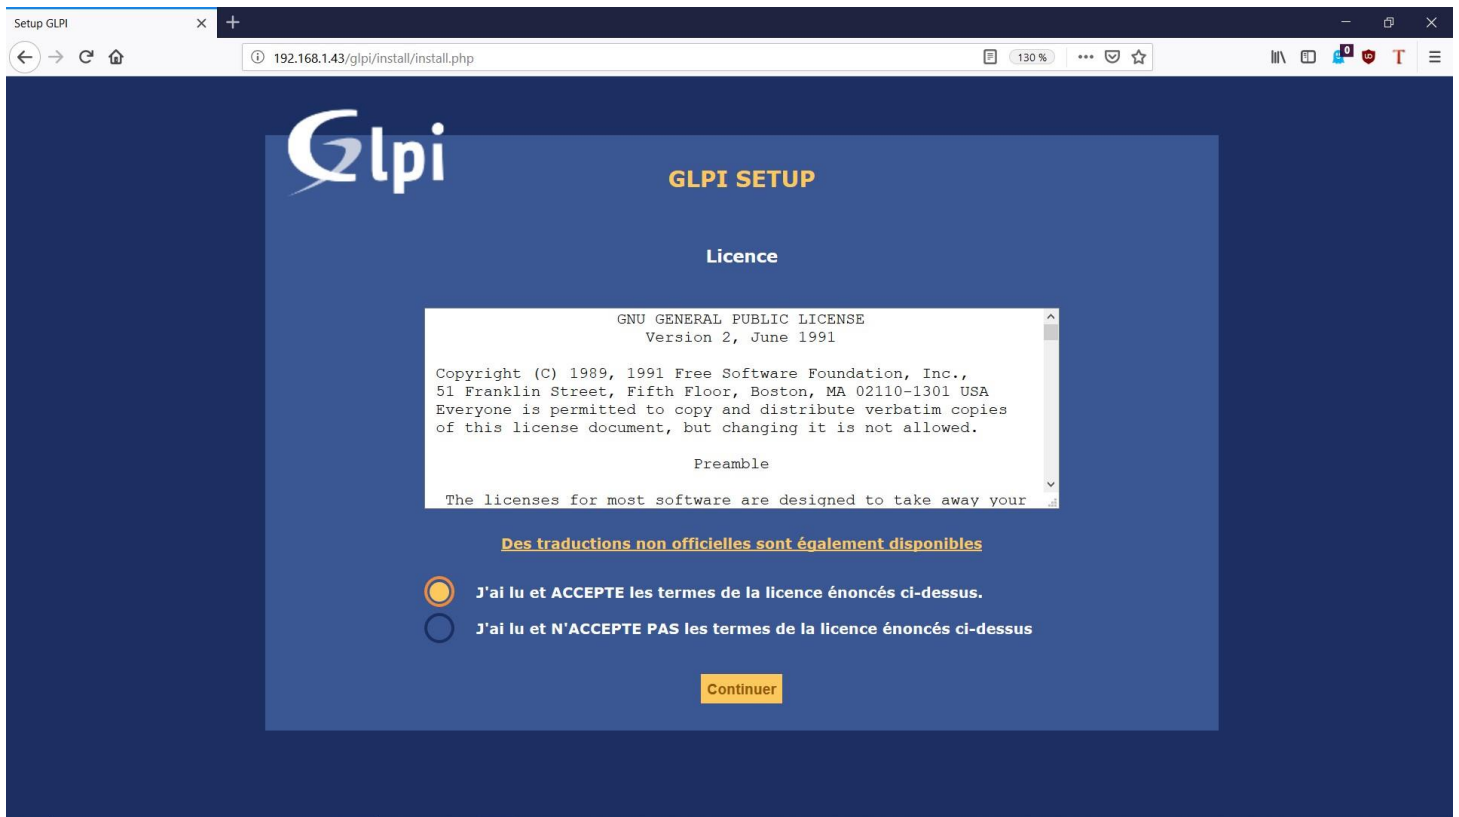 Setup GLPI
192.168.1.43/glpi/install/install.php
130 %
0
T
Glpi
GLPI SETUP
Licence
GNU GENERAL PUBLIC LICENSE
Version 2, June 1991
Copyright (C) 1989, 1991 Free Software Foundation, Inc.,
51 Franklin Street, Fifth Floor, Boston, MA 02110-1301 USA
Everyone is permitted to copy and distribute verbatim copies
of this license document, but changing it is not allowed.
Preamble
The licenses for most software are designed to take away your
Des traductions non officielles sont également disponibles
J'ai lu et ACCEPTE les termes de la licence énoncés ci-dessus.
J'ai lu et N'ACCEPTE PAS les termes de la licence énoncés ci-dessus
Continuer